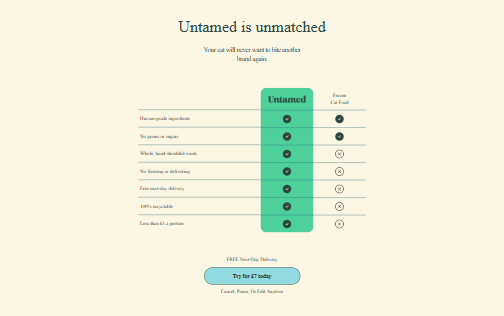 Untamed is unmatched
Your cat will never want to bite another
brand again.
Untamed
Frozen
Cat Food
Human-grade ingredients
No grains or sugars
Whole, hand-shredded meats
No freezing or defrosting
Free next-day delivery
100% recyclable
Less than £1 a portion
FREE Next-Day Delivery
Try for £7 today
Cancel, Pause, Or Edit Anytime